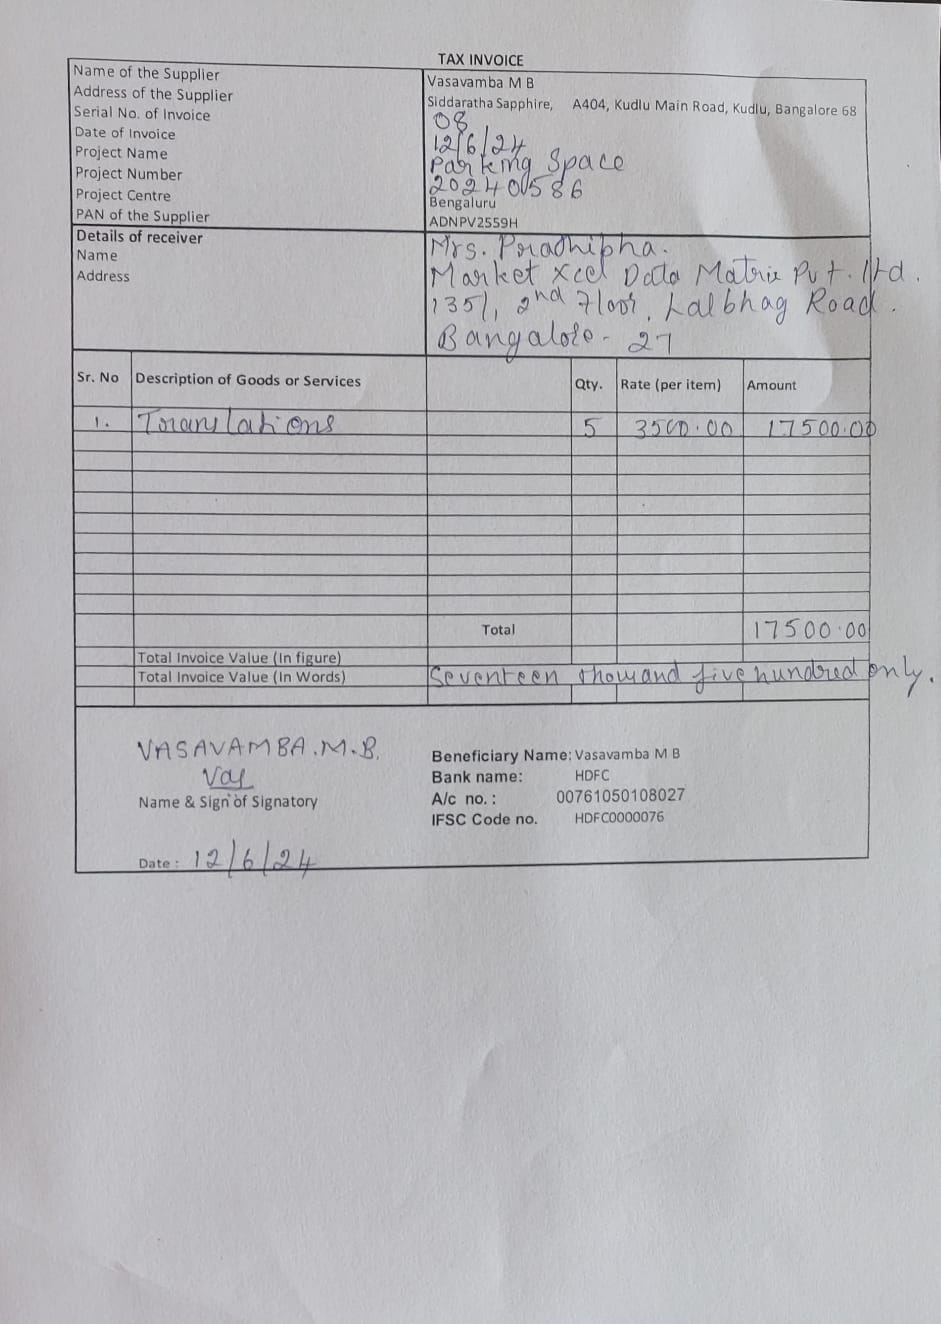 TAX INVOICE
Name of the Supplier Vasavamba M B
Address of the Supplier Siddaratha Sapphire, A404, Kudlu Main Road, Kudlu, Bangalore 68
Serial No. of Invoice 08
Date of Invoice 12/6/24
Project Name Parking Space
Project Number 202440586
Project Centre Bengaluru
PAN of the Supplier ADNPV2559H
Details of receiver
Name Mrs. Pradhibha.
Address Market Xcel Data Matrix Pvt. ltd.
1351, 2nd Floor, Lalbhag Road.
Bangalore - 27
Sr. No Description of Goods or Services Qty. Rate (per item) Amount
1. Translations 5 3500.00 17500.00
Total 17500.00
Total Invoice Value (In figure)
Total Invoice Value (In Words) Seventeen thousand five hundred only.
VASAVAMBA.M.B.
Name & Sign of Signatory
Date : 12/6/24
Beneficiary Name: Vasavamba M B
Bank name: HDFC
A/c no. : 00761050108027
IFSC Code no. HDFC0000076